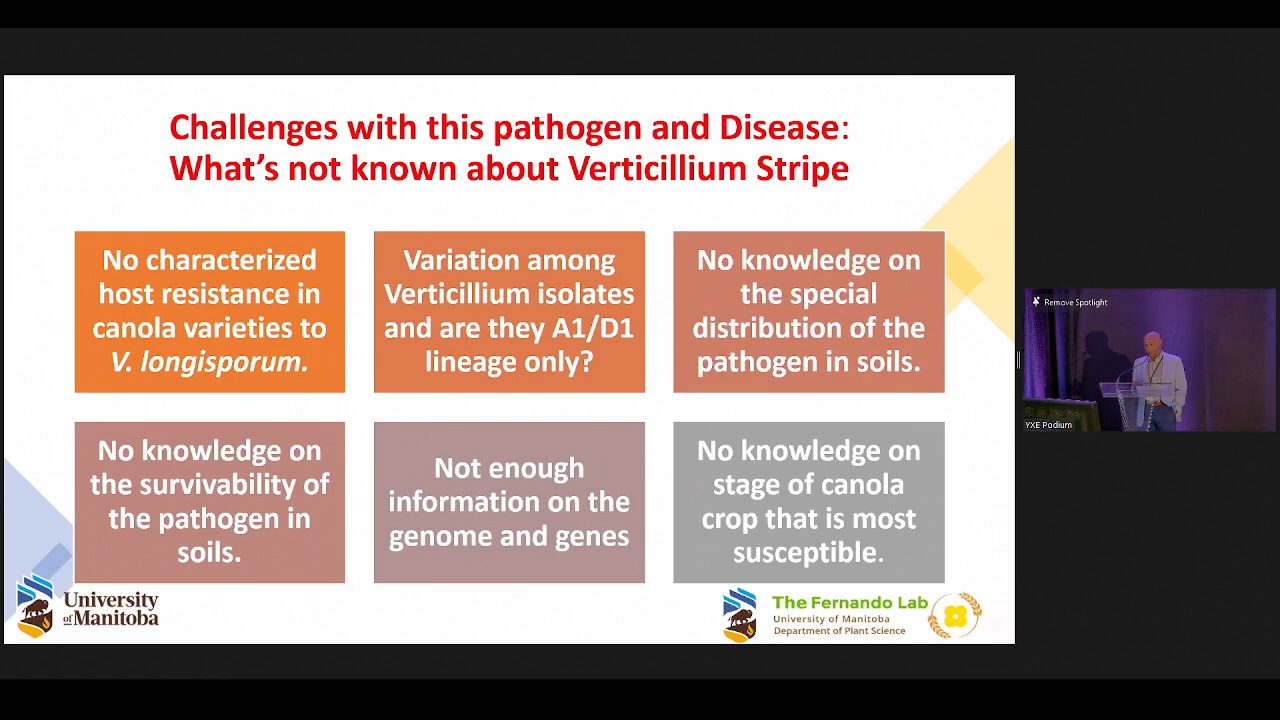 Challenges with this pathogen and Disease:
What's not known about Verticillium Stripe
No characterized
host resistance in
canola varieties to
V. longisporum.
Variation among
Verticillium isolates
and are they A1/D1
lineage only?
No knowledge on
the special
distribution of the
pathogen in soils.
No knowledge on
the survivability of
the pathogen in
soils.
Not enough
information on the
genome and genes
No knowledge on
stage of canola
crop that is most
susceptible.
University
of Manitoba
The Fernando Lab
University of Manitoba
Department of Plant Science
Remove Spotlight
YXE Podium